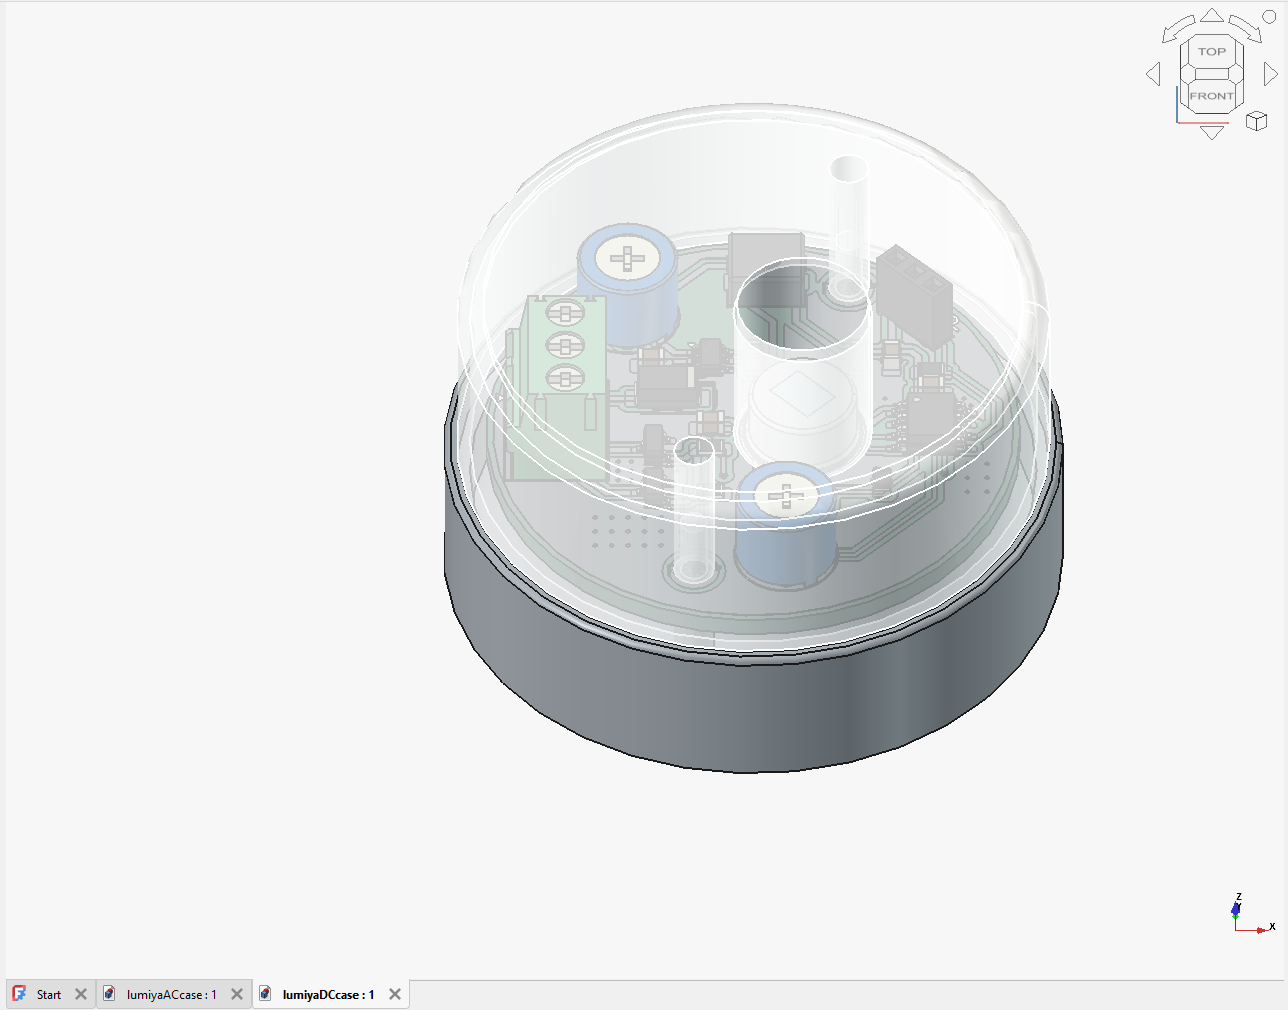 TOP
FRONT
Z
Y
X
Start
lumiyaACcase : 1
lumiyaDCcase : 1